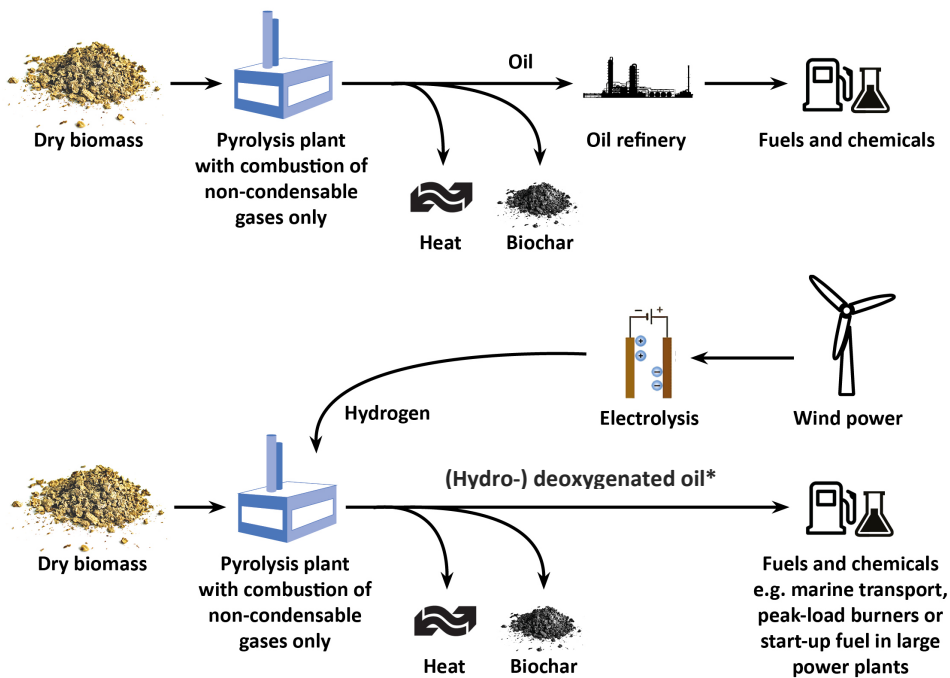 Oil
Dry biomass
Pyrolysis plant
with combustion of
non-condensable
gases only
Oil refinery
Fuels and chemicals
Heat
Biochar
− +
+
+
−
−
Hydrogen
Electrolysis
Wind power
(Hydro-) deoxygenated oil*
Dry biomass
Pyrolysis plant
with combustion of
non-condensable
gases only
Fuels and chemicals
e.g. marine transport,
peak-load burners or
start-up fuel in large
power plants
Heat
Biochar